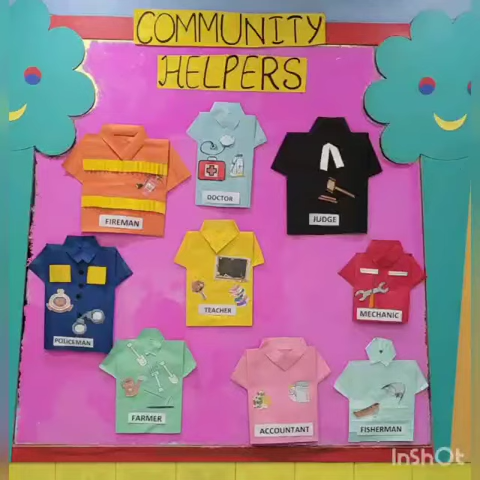 COMMUNITY
HELPERS
FIREMAN
DOCTOR
JUDGE
POLICEMAN
TEACHER
MECHANIC
FARMER
ACCOUNTANT
FISHERMAN
InShOt